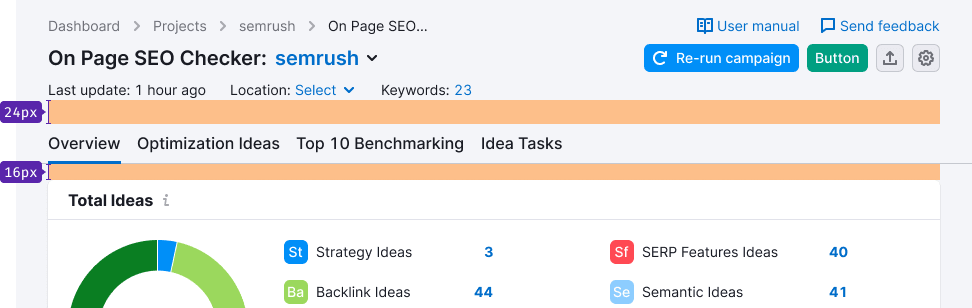 Dashboard Projects semrush On Page SEO... User manual Send feedback
On Page SEO Checker: semrush Re-run campaign Button
Last update: 1 hour ago Location: Select Keywords: 23
24px
Overview Optimization Ideas Top 10 Benchmarking Idea Tasks
16px
Total Ideas i
St Strategy Ideas 3 Sf SERP Features Ideas 40
Ba Backlink Ideas 44 Se Semantic Ideas 41